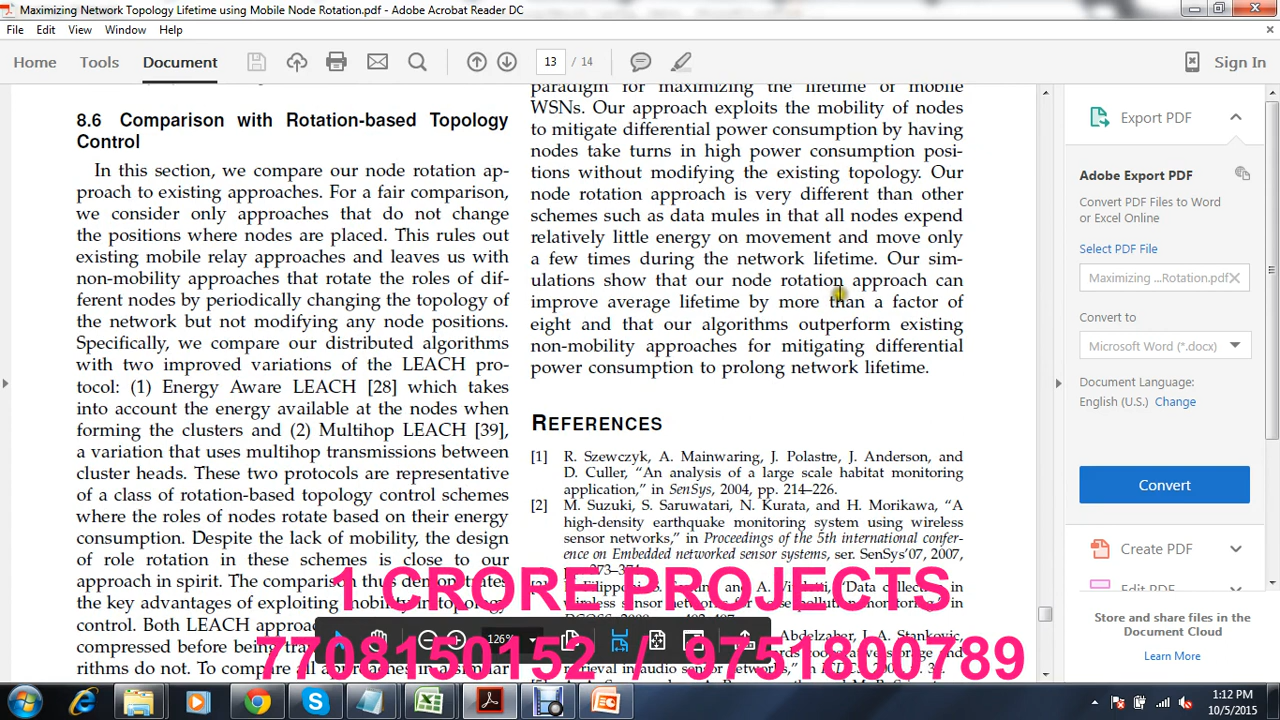 Maximizing Network Topology Lifetime using Mobile Node Rotation.pdf - Adobe Acrobat Reader DC
File Edit View Window Help
Home Tools Document 13 / 14 Sign In
8.6 Comparison with Rotation-based Topology
Control
In this section, we compare our node rotation ap-
proach to existing approaches. For a fair comparison,
we consider only approaches that do not change
the positions where nodes are placed. This rules out
existing mobile relay approaches and leaves us with
non-mobility approaches that rotate the roles of dif-
ferent nodes by periodically changing the topology of
the network but not modifying any node positions.
Specifically, we compare our distributed algorithms
with two improved variations of the LEACH pro-
tocol: (1) Energy Aware LEACH [28] which takes
into account the energy available at the nodes when
forming the clusters and (2) Multihop LEACH [39],
a variation that uses multihop transmissions between
cluster heads. These two protocols are representative
of a class of rotation-based topology control schemes
where the roles of nodes rotate based on their energy
consumption. Despite the lack of mobility, the design
of role rotation in these schemes is close to our
approach in spirit. The comparison thus demonstrates
the key advantages of exploiting mobility in topology
control. Both LEACH
compressed before being
rithms do not. To compare all approaches in a similar
paradigm for maximizing the lifetime of mobile
WSNs. Our approach exploits the mobility of nodes
to mitigate differential power consumption by having
nodes take turns in high power consumption posi-
tions without modifying the existing topology. Our
node rotation approach is very different than other
schemes such as data mules in that all nodes expend
relatively little energy on movement and move only
a few times during the network lifetime. Our sim-
ulations show that our node rotation approach can
improve average lifetime by more than a factor of
eight and that our algorithms outperform existing
non-mobility approaches for mitigating differential
power consumption to prolong network lifetime.
REFERENCES
[1] R. Szewczyk, A. Mainwaring, J. Polastre, J. Anderson, and
D. Culler, “An analysis of a large scale habitat monitoring
application,” in SenSys, 2004, pp. 214–226.
[2] M. Suzuki, S. Saruwatari, N. Kurata, and H. Morikawa, “A
high-density earthquake monitoring system using wireless
sensor networks,” in Proceedings of the 5th international confer-
ence on Embedded networked sensor systems, ser. SenSys'07, 2007,
Abdelzaher, J. A. Stankovic,
retrieval in audio sensor
126%
1 CRORE PROJECTS
7708150152 / 9751800789
Export PDF
Adobe Export PDF
Convert PDF Files to Word
or Excel Online
Select PDF File
Maximizing ...Rotation.pdf
Convert to
Microsoft Word (*.docx)
Document Language:
English (U.S.) Change
Convert
Create PDF
Edit PDF
Store and share files in the
Document Cloud
Learn More
1:12 PM
10/5/2015